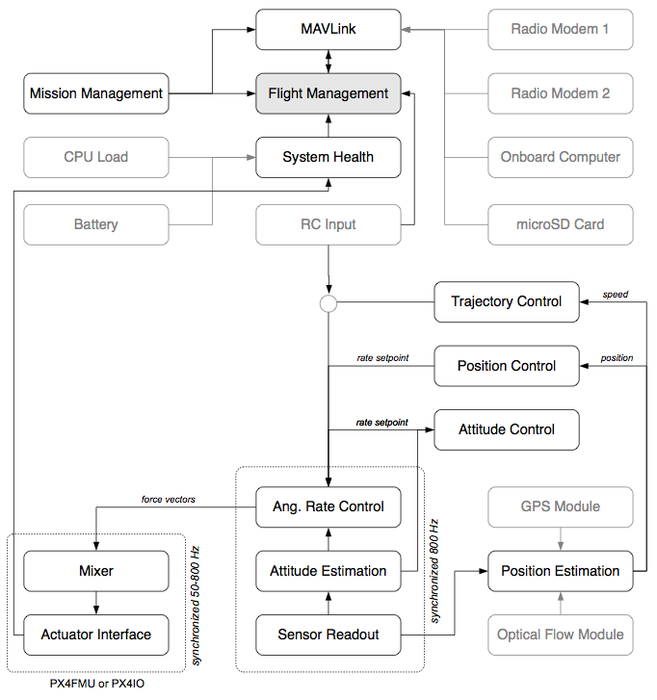 MAVLink
Radio Modem 1
Mission Management
Flight Management
Radio Modem 2
CPU Load
System Health
Onboard Computer
Battery
RC Input
microSD Card
Trajectory Control
speed
rate setpoint
Position Control
position
rate setpoint
Attitude Control
force vectors
Ang. Rate Control
GPS Module
synchronized 50-800 Hz
synchronized 800 Hz
Mixer
Attitude Estimation
Position Estimation
Actuator Interface
Sensor Readout
Optical Flow Module
PX4FMU or PX4IO